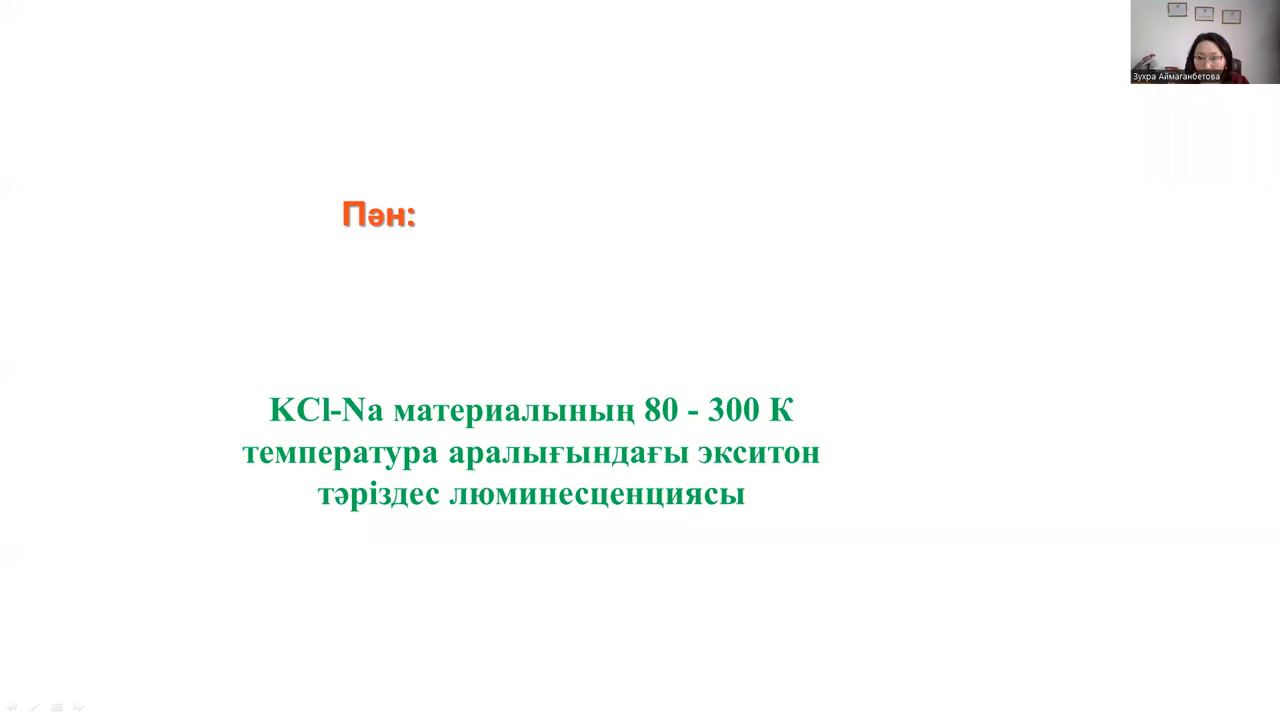 Зухра Аймаганбетова
Пән:
KCl-Na материалының 80 - 300 К
температура аралығындағы экситон
тәріздес люминесценциясы